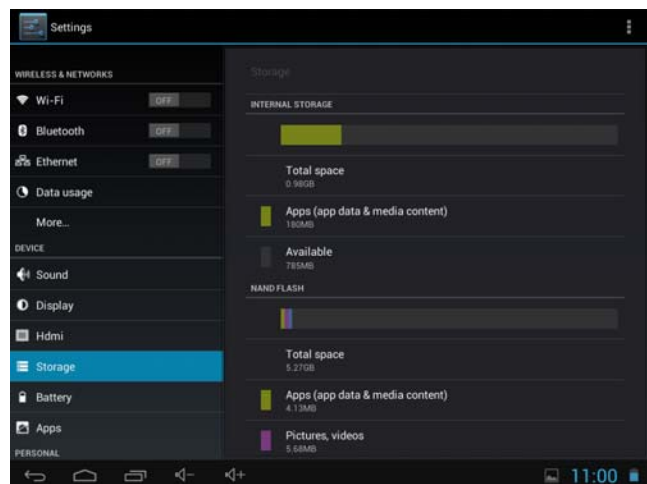 Settings
WIRELESS & NETWORKS
Wi-Fi
OFF
Bluetooth
OFF
Ethernet
OFF
Data usage
More...
DEVICE
Sound
Display
Hdmi
Storage
Battery
Apps
PERSONAL
Storage
INTERNAL STORAGE
Total space
0.98GB
Apps (app data & media content)
180MB
Available
785MB
NAND FLASH
Total space
5.27GB
Apps (app data & media content)
4.13MB
Pictures, videos
5.68MB
11:00